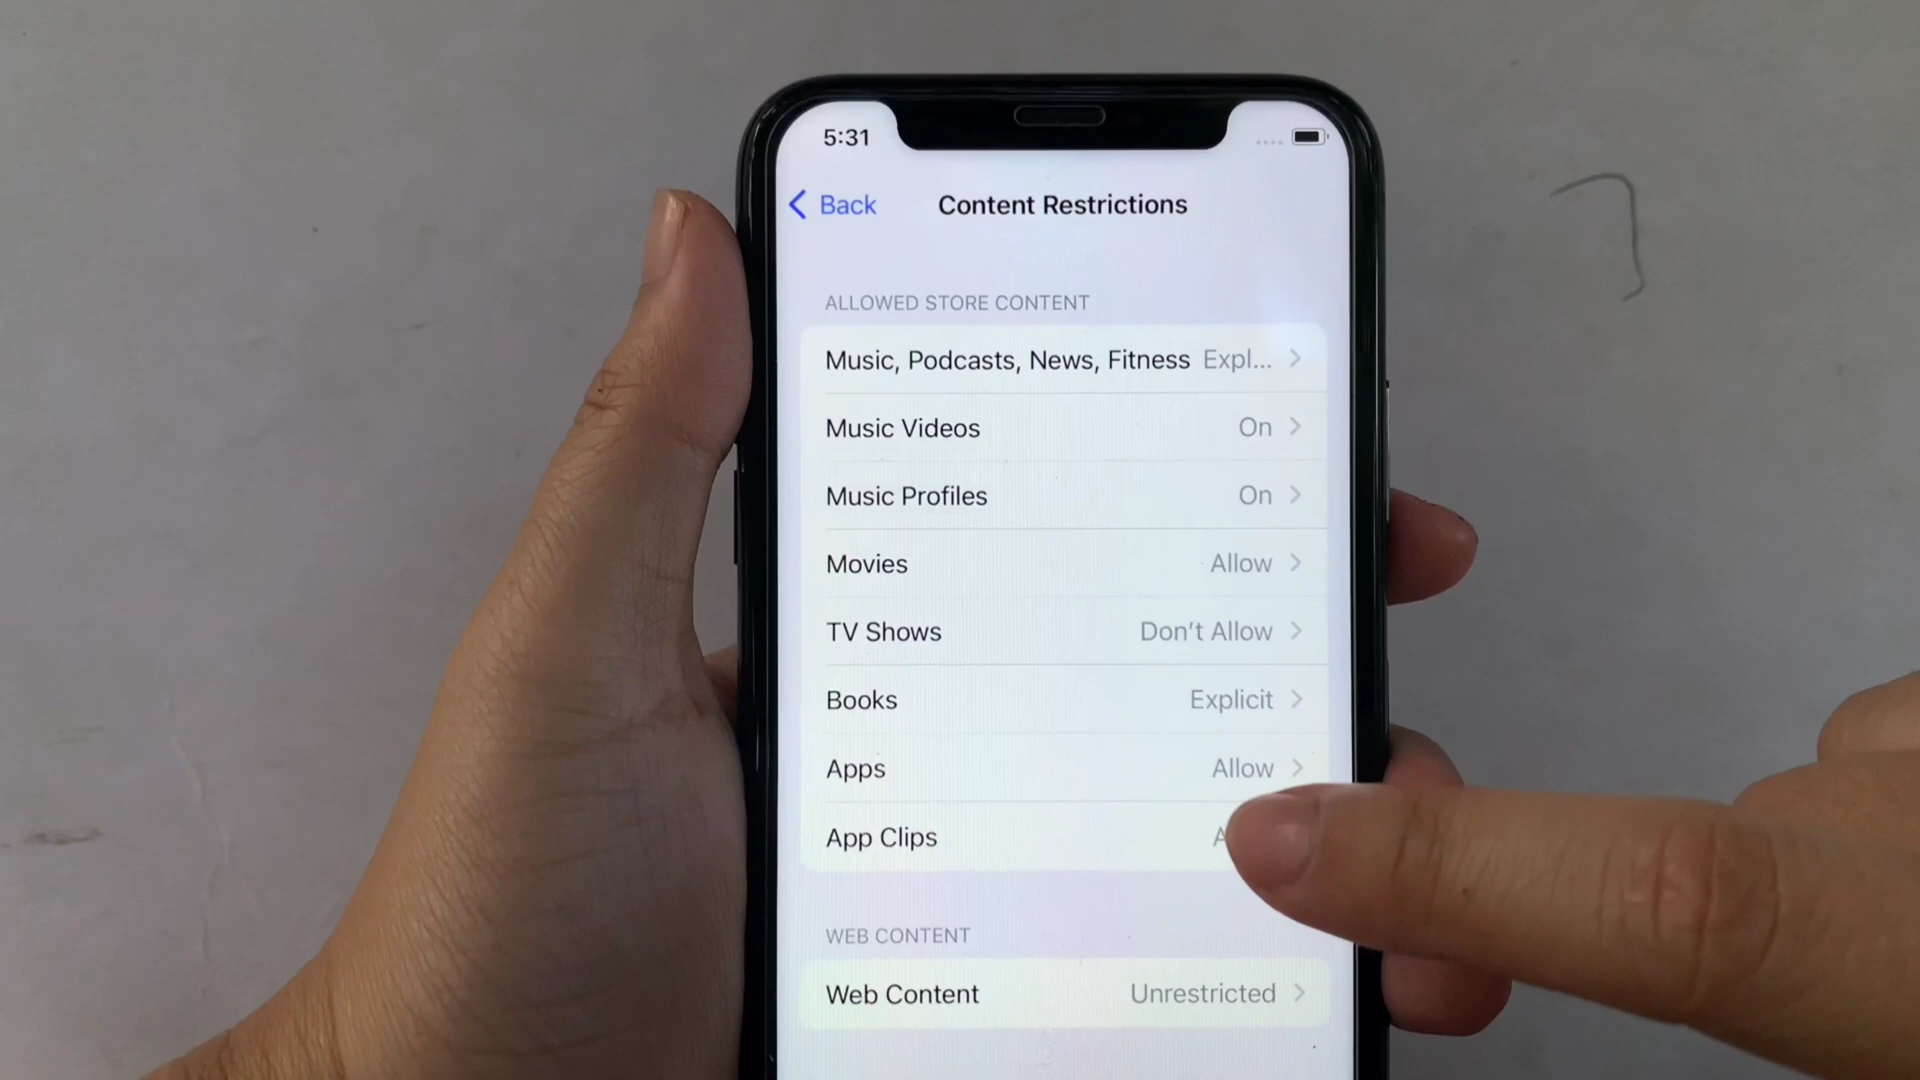 5:31
Back Content Restrictions
ALLOWED STORE CONTENT
Music, Podcasts, News, Fitness Expl...
Music Videos On
Music Profiles On
Movies Allow
TV Shows Don't Allow
Books Explicit
Apps Allow
App Clips
WEB CONTENT
Web Content Unrestricted